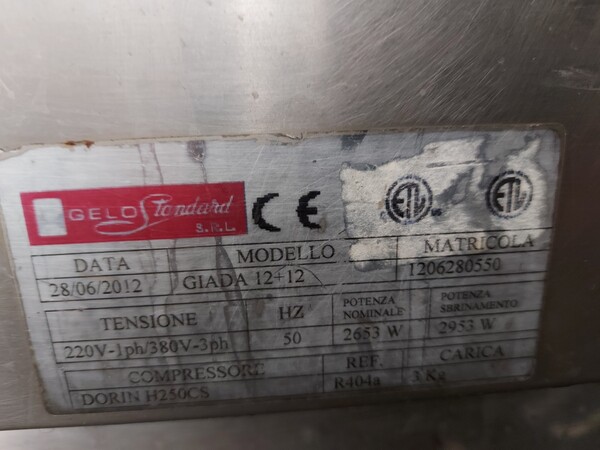 GELO Standard
S.R.L.
CE
ETL
ETL
DATA MODELLO MATRICOLA
28/06/2012 GIADA 12+12 1206280550
TENSIONE HZ POTENZA NOMINALE POTENZA SBRINAMENTO
220V-1ph/380V-3ph 50 2653 W 2953 W
COMPRESSORE REF. CARICA
DORIN H250CS R404a 3 Kg